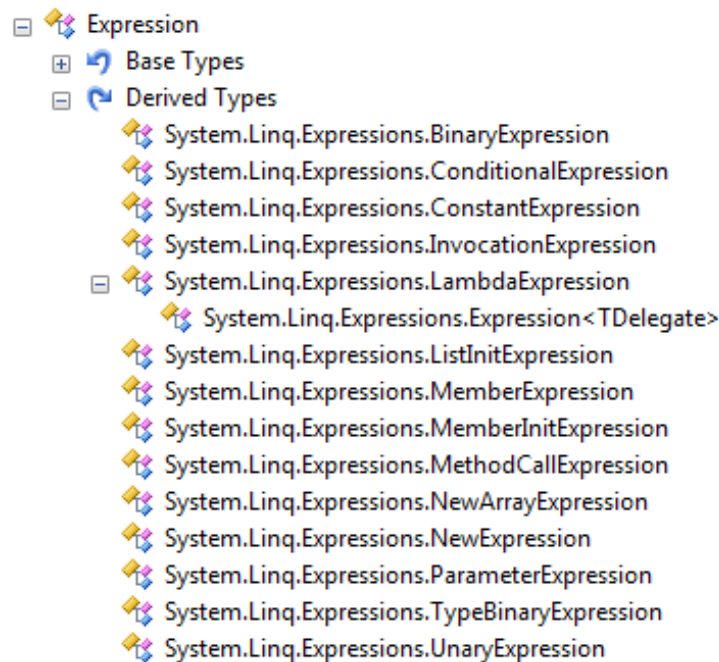 Expression
Base Types
Derived Types
System.Linq.Expressions.BinaryExpression
System.Linq.Expressions.ConditionalExpression
System.Linq.Expressions.ConstantExpression
System.Linq.Expressions.InvocationExpression
System.Linq.Expressions.LambdaExpression
System.Linq.Expressions.Expression<TDelegate>
System.Linq.Expressions.ListInitExpression
System.Linq.Expressions.MemberExpression
System.Linq.Expressions.MemberInitExpression
System.Linq.Expressions.MethodCallExpression
System.Linq.Expressions.NewArrayExpression
System.Linq.Expressions.NewExpression
System.Linq.Expressions.ParameterExpression
System.Linq.Expressions.TypeBinaryExpression
System.Linq.Expressions.UnaryExpression